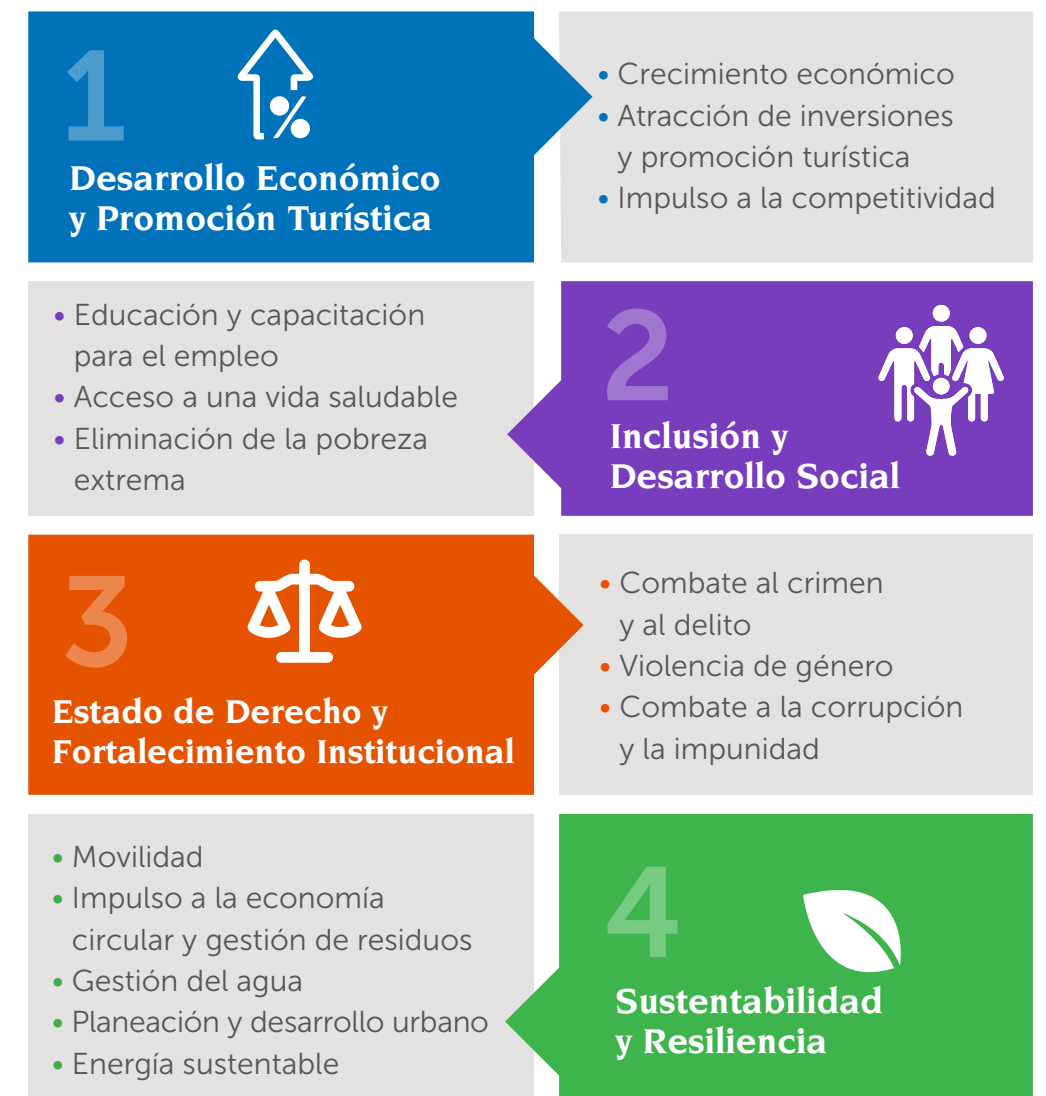 1
Desarrollo Económico
y Promoción Turística
• Crecimiento económico
• Atracción de inversiones
y promoción turística
• Impulso a la competitividad
2
Inclusión y
Desarrollo Social
• Educación y capacitación
para el empleo
• Acceso a una vida saludable
• Eliminación de la pobreza
extrema
3
Estado de Derecho y
Fortalecimiento Institucional
• Combate al crimen
y al delito
• Violencia de género
• Combate a la corrupción
y la impunidad
4
Sustentabilidad
y Resiliencia
• Movilidad
• Impulso a la economía
circular y gestión de residuos
• Gestión del agua
• Planeación y desarrollo urbano
• Energía sustentable